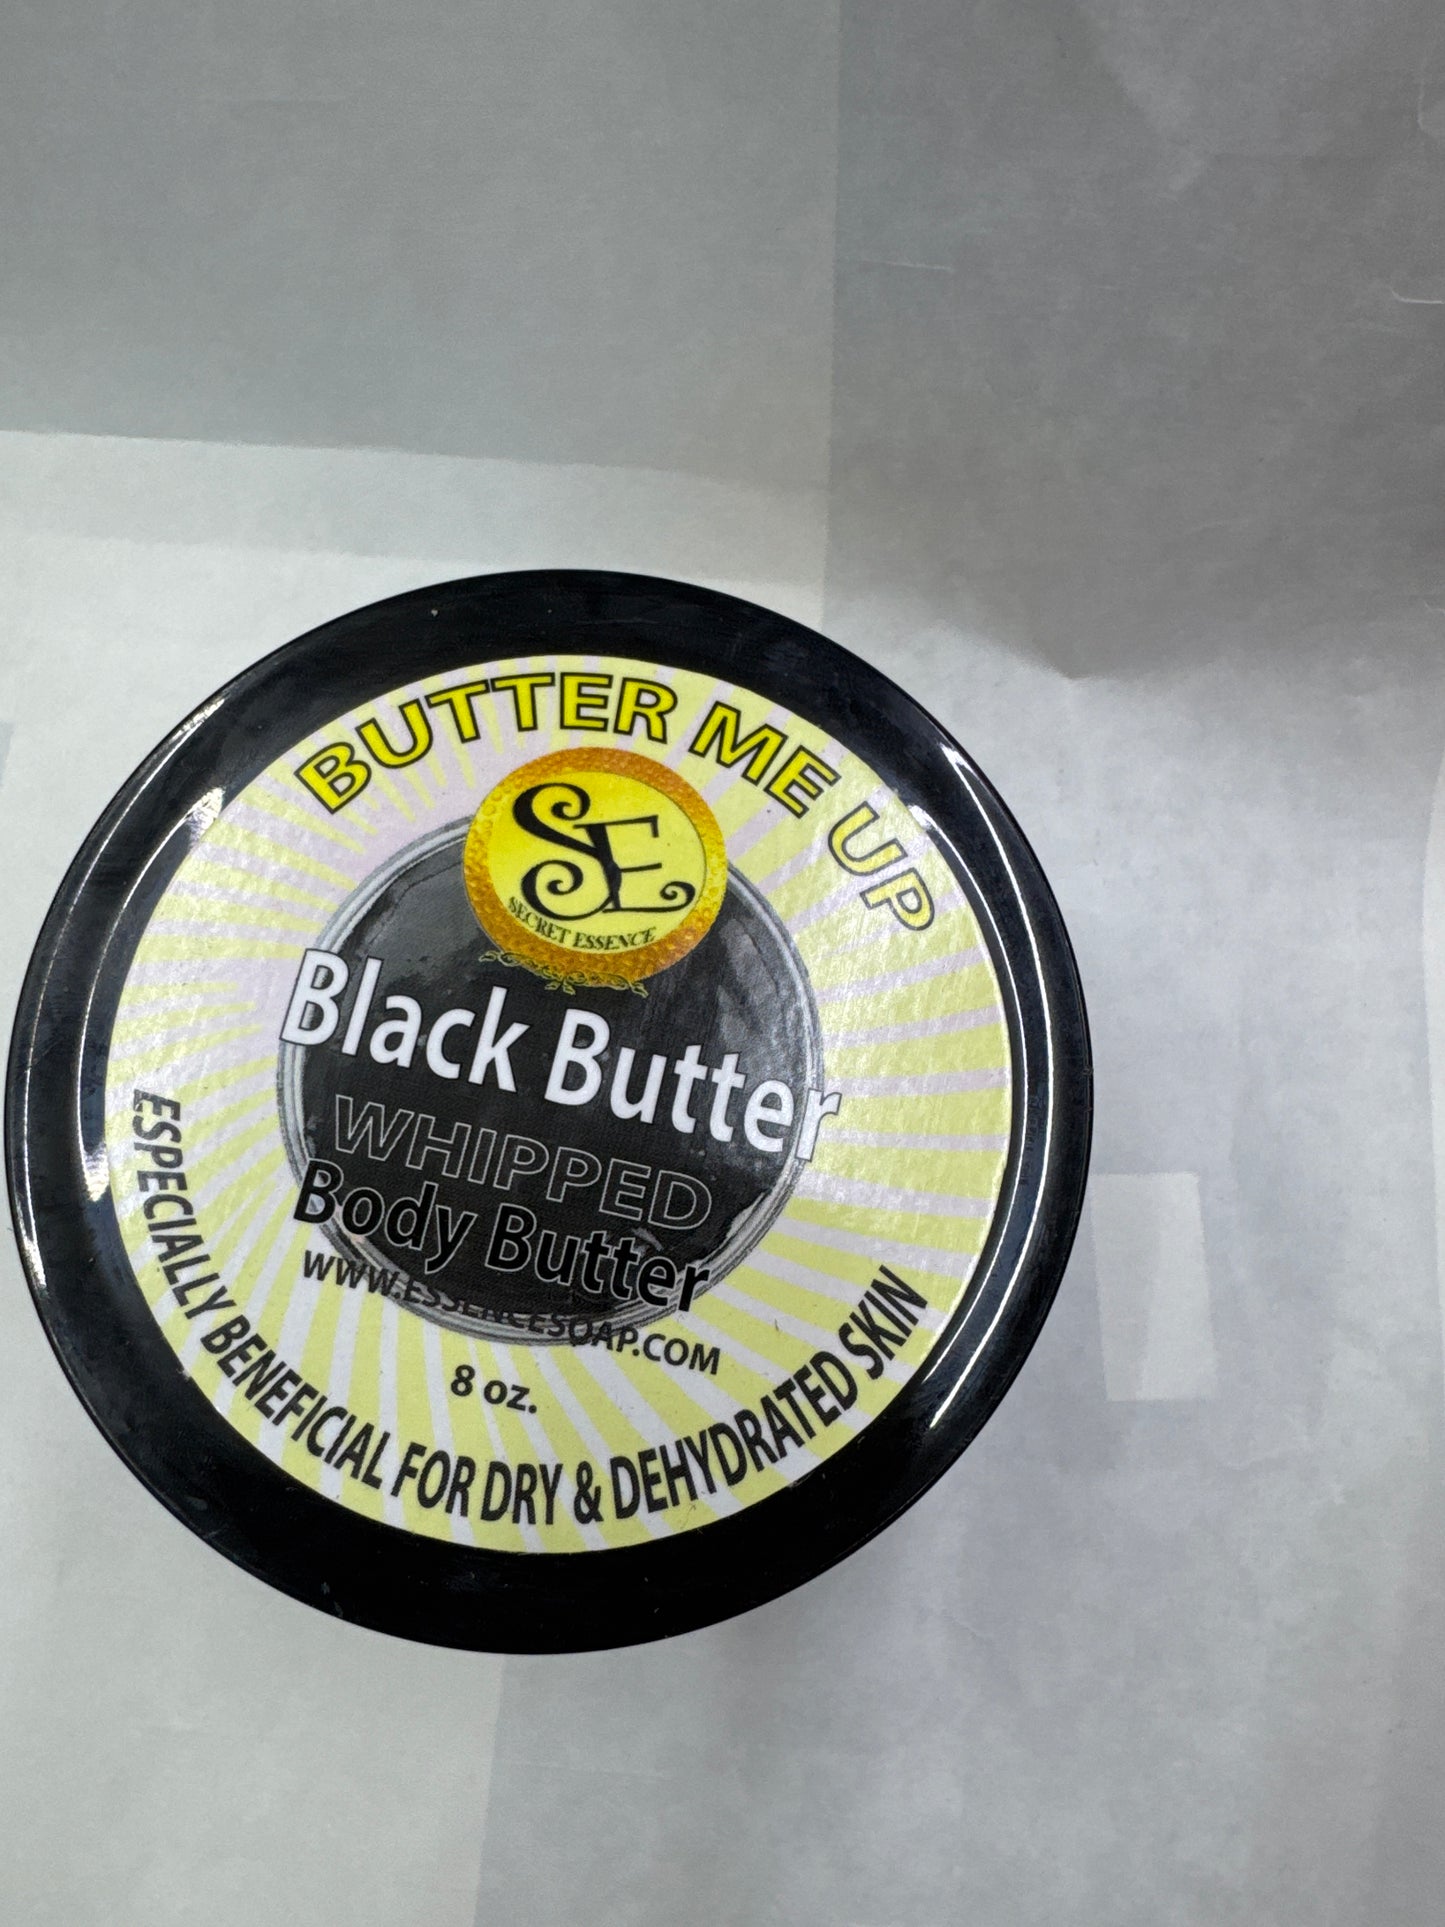 BUTTER ME UP
SE
SECRET ESSENCE
Black Butter
WHIPPED
Body Butter
WWW.ESSENCESOAP.COM
8 oz.
ESPECIALLY BENEFICIAL FOR DRY & DEHYDRATED SKIN